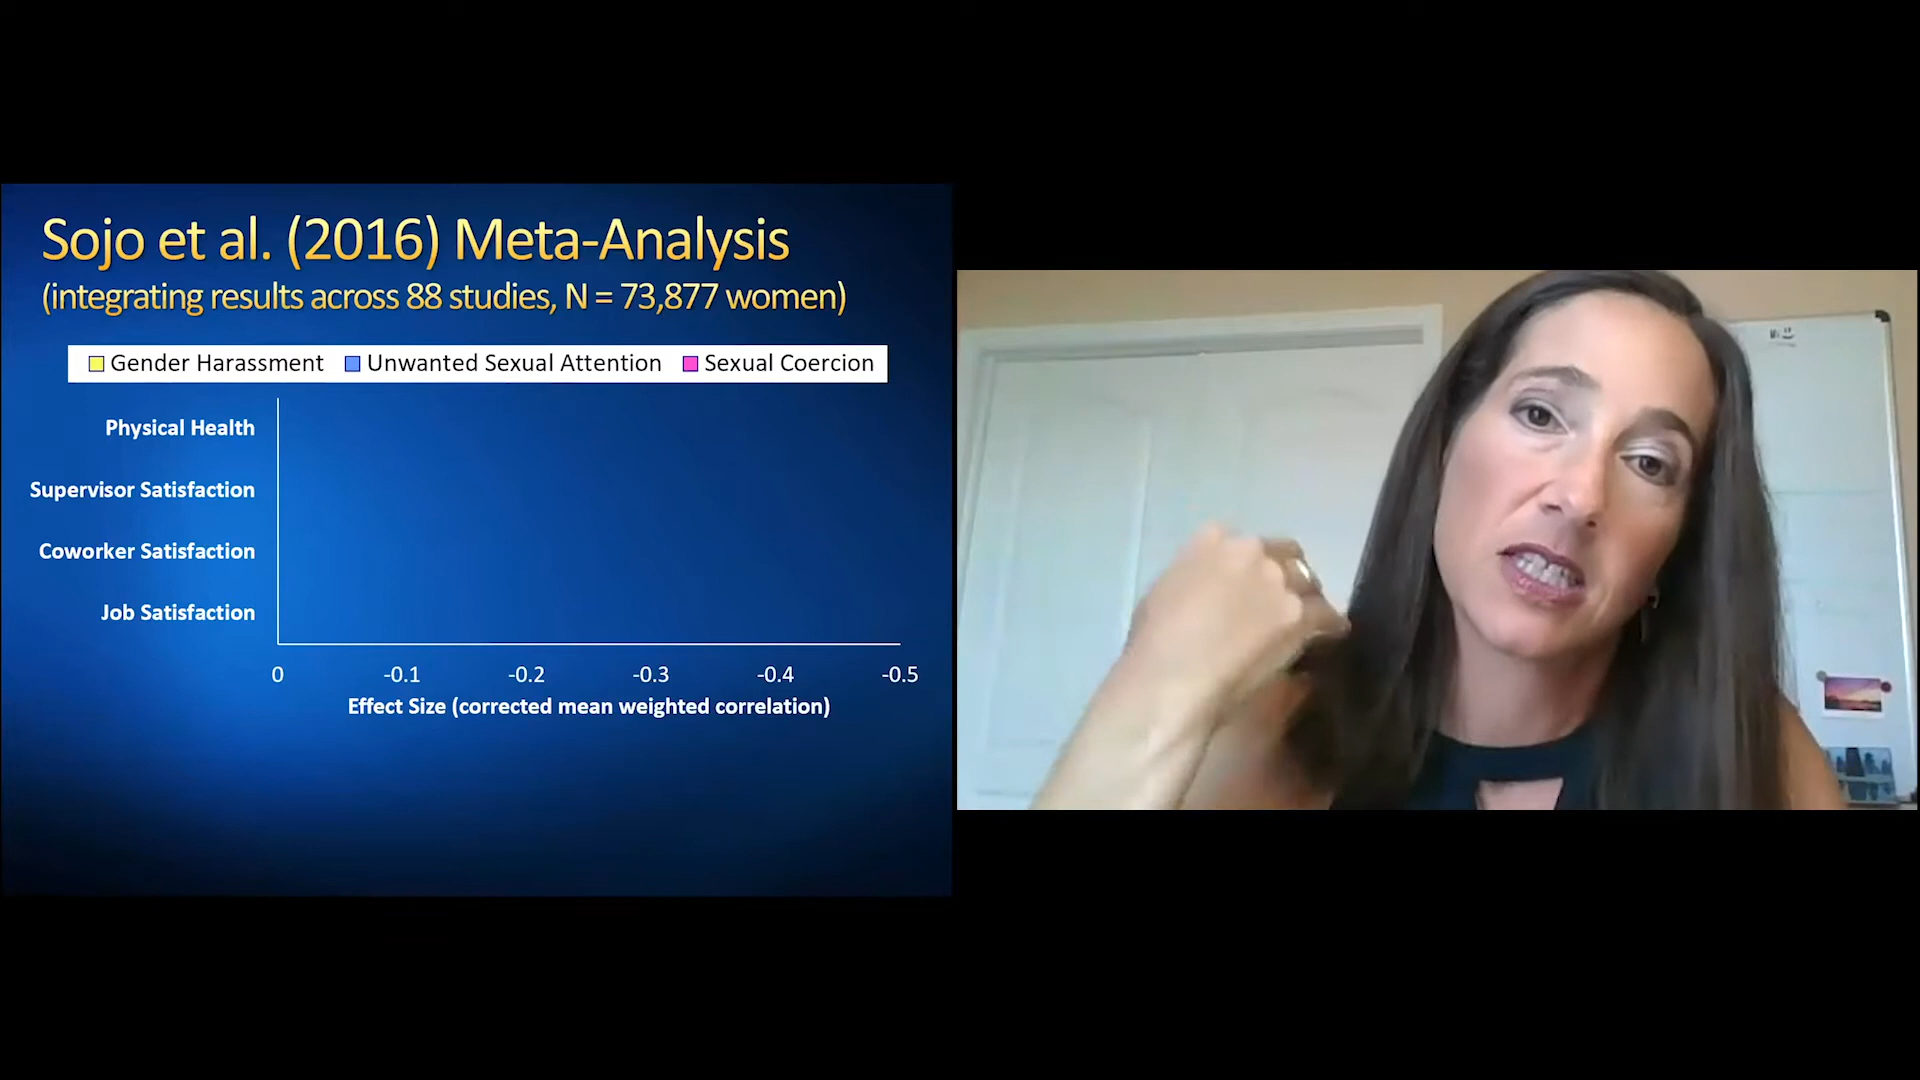 Sojo et al. (2016) Meta-Analysis
(integrating results across 88 studies, N = 73,877 women)
Gender Harassment Unwanted Sexual Attention Sexual Coercion
Physical Health
Supervisor Satisfaction
Coworker Satisfaction
Job Satisfaction
0 -0.1 -0.2 -0.3 -0.4 -0.5
Effect Size (corrected mean weighted correlation)